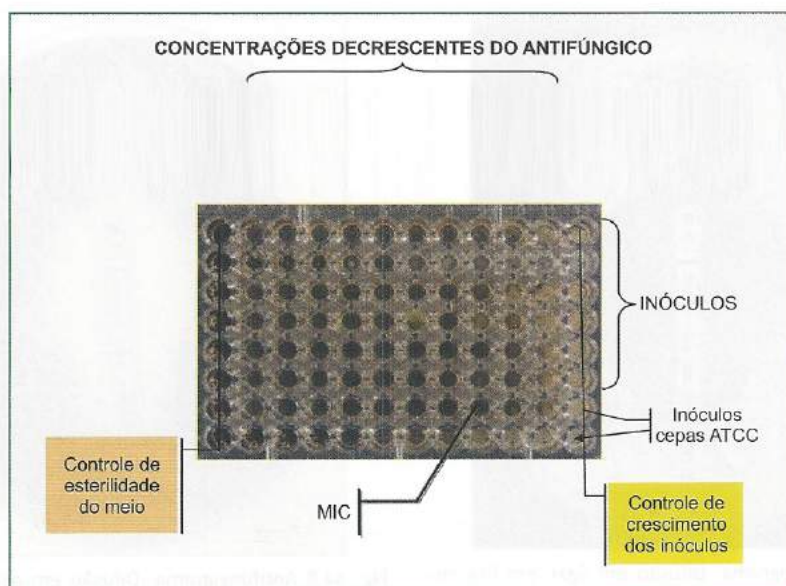 CONCENTRAÇÕES DECRESCENTES DO ANTIFÚNGICO
INÓCULOS
Inóculos
cepas ATCC
Controle de
esterilidade
do meio
MIC
Controle de
crescimento
dos inóculos